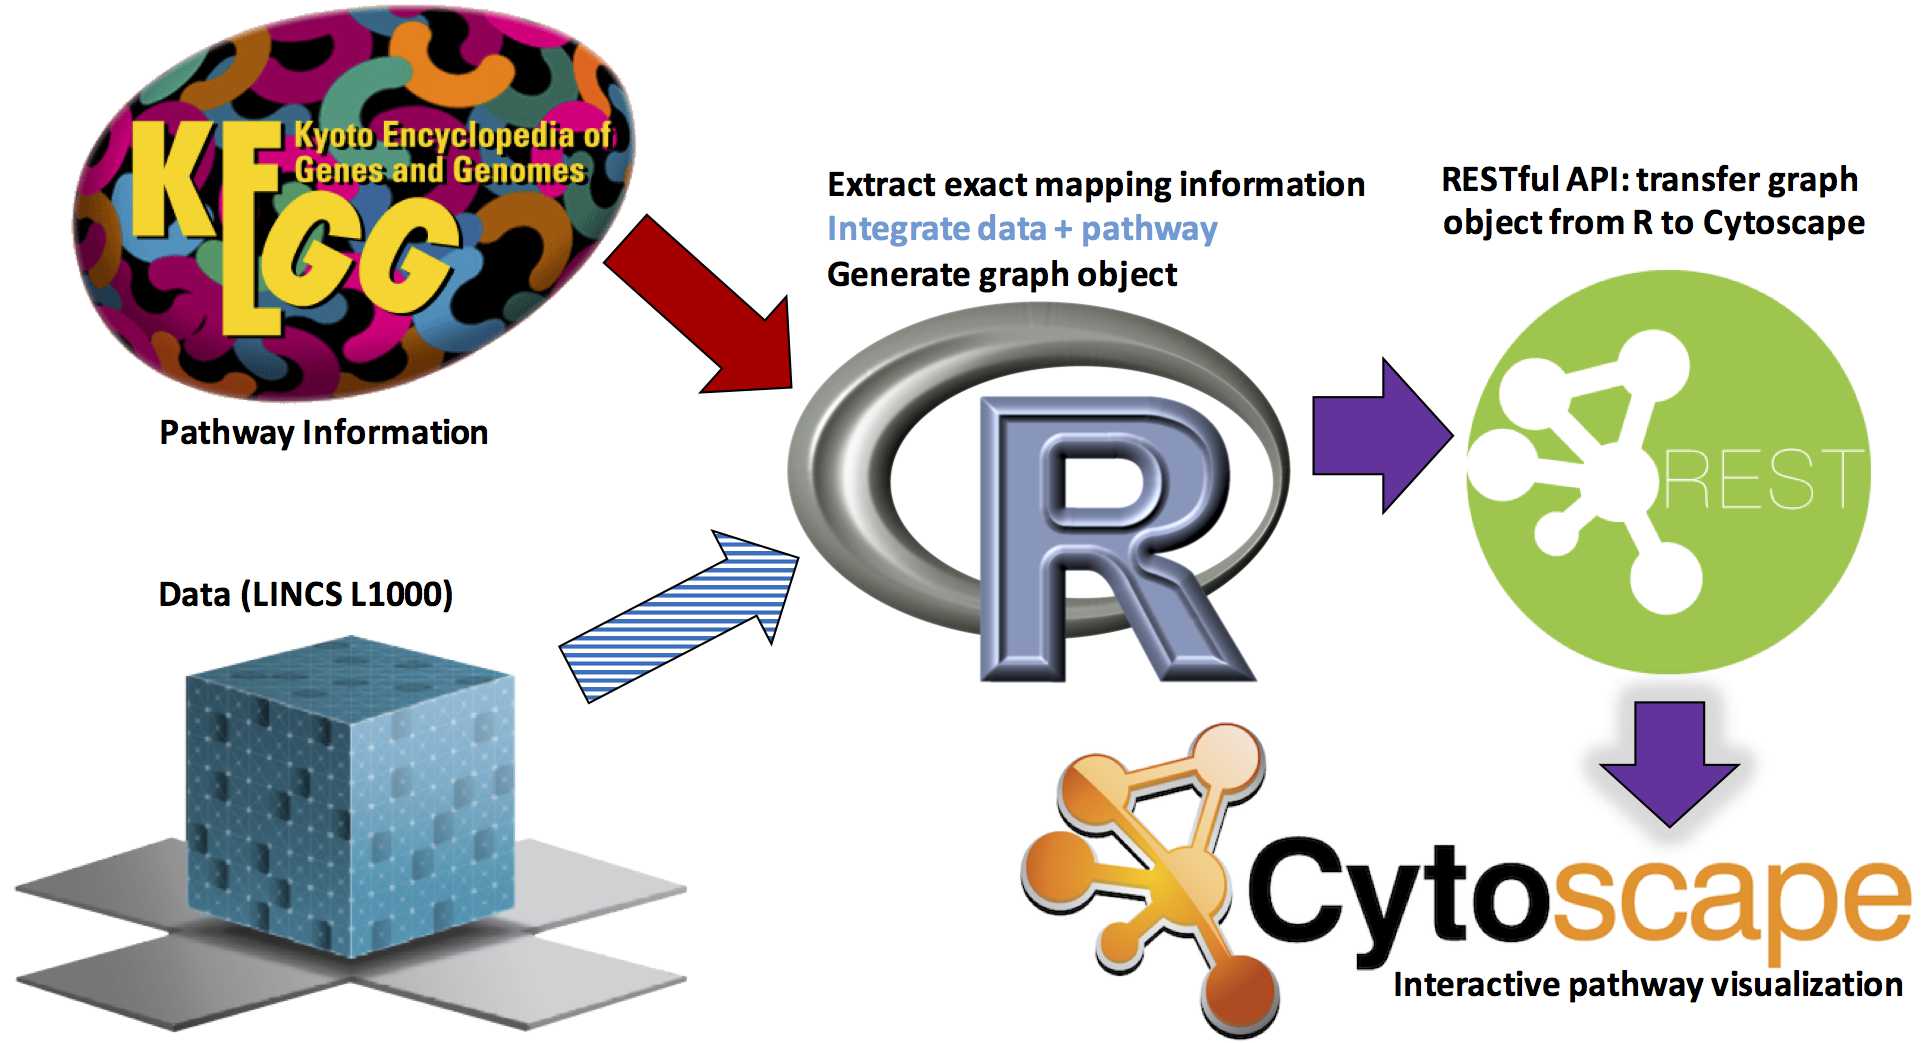 KEGG
Kyoto Encyclopedia of
Genes and Genomes
Pathway Information
Data (LINCS L1000)
Extract exact mapping information
Integrate data + pathway
Generate graph object
R
RESTful API: transfer graph
object from R to Cytoscape
REST
Cytoscape
Interactive pathway visualization